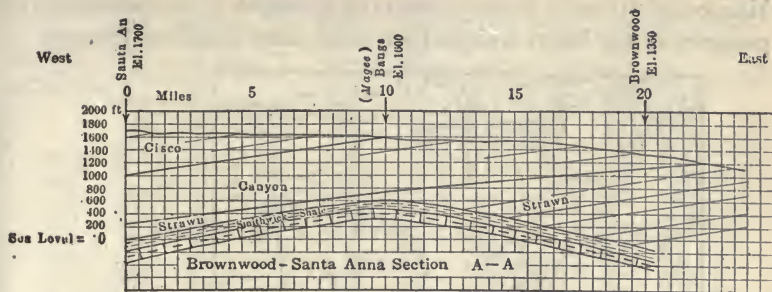 West
Santa An
El.1700
(Mages)
Bangs
El.1600
Brownwood
El.1350
East
0 Miles 5 10 15 20
2000 ft
1800
1600
1400
1200
1000
800
600
400
200
Sea Level = 0
Cisco
Canyon
Strawn
Strawn
Smithwick Shale
Brownwood-Santa Anna Section A-A